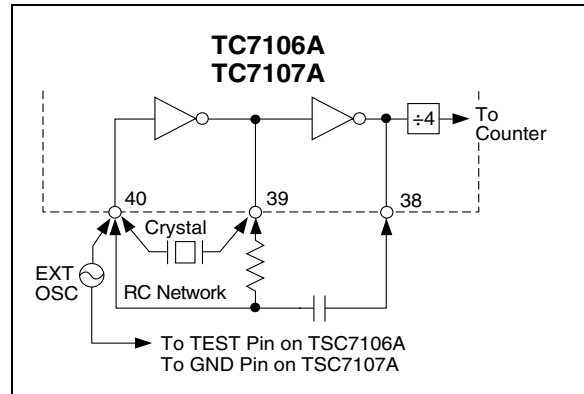 TC7106A
TC7107A
÷4
To
Counter
40
39
38
Crystal
EXT
OSC
RC Network
To TEST Pin on TSC7106A
To GND Pin on TSC7107A